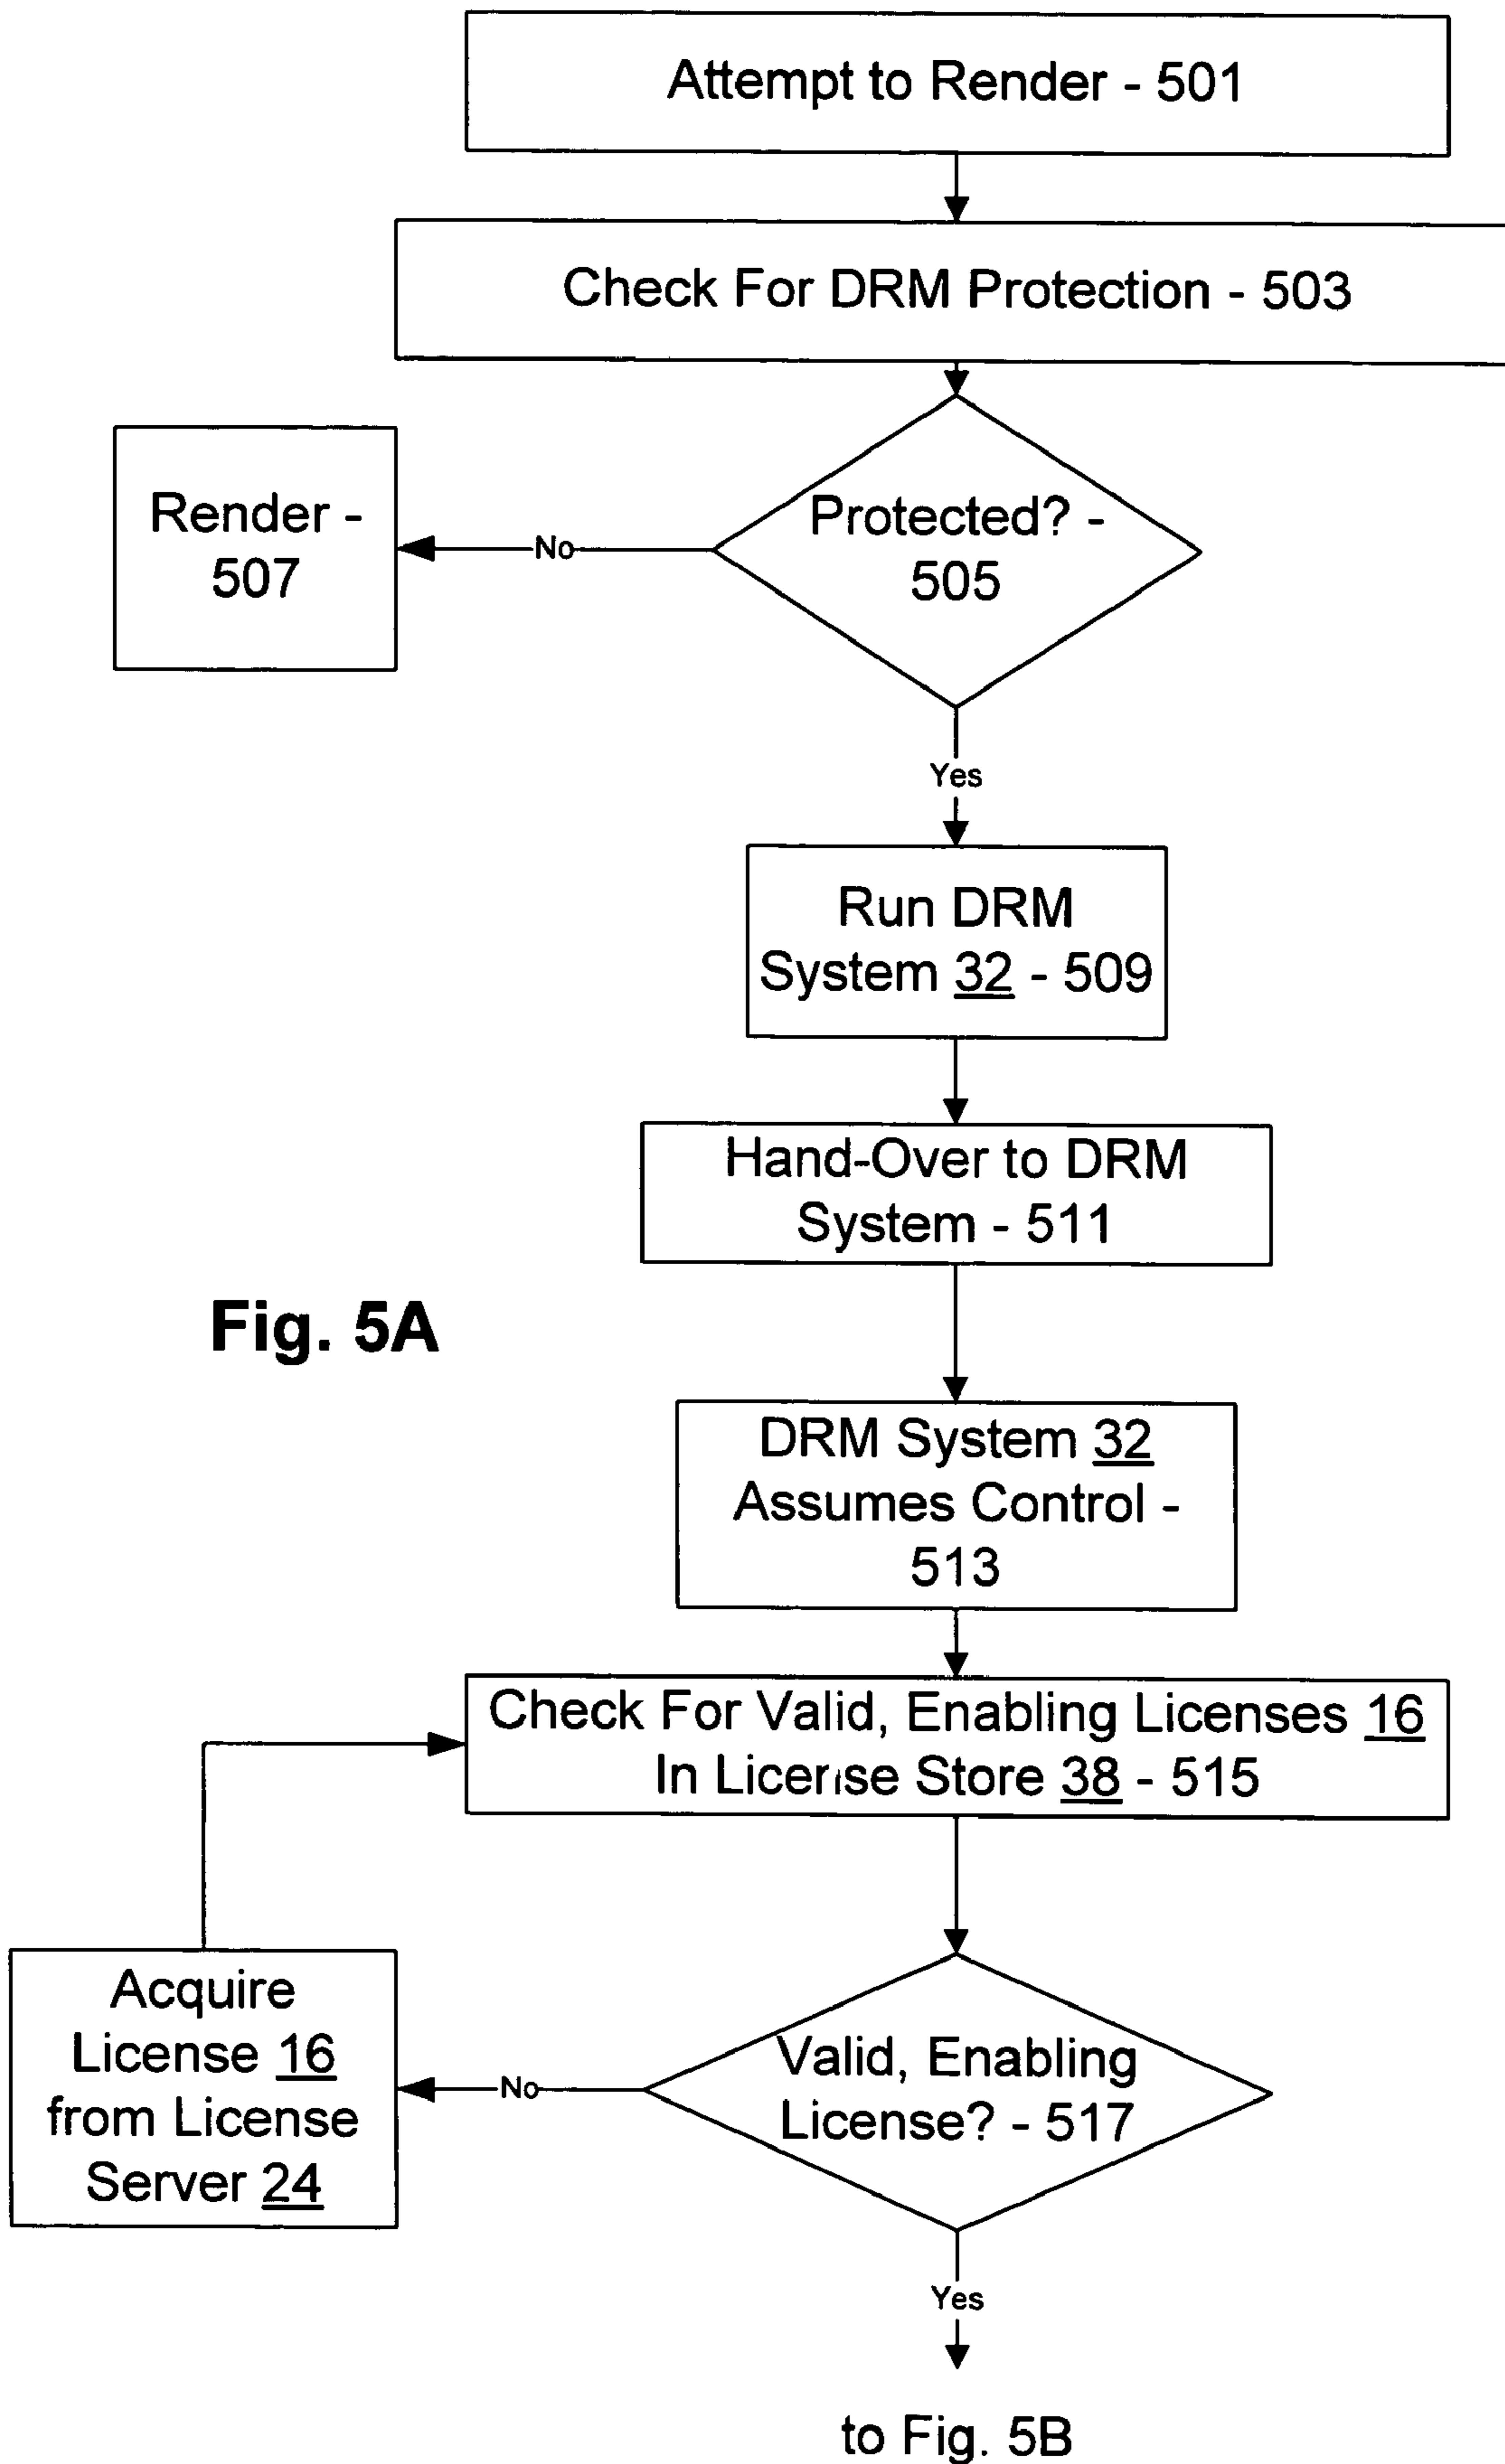 Attempt to Render - 501
Check For DRM Protection - 503
Protected? -
505
No
Render -
507
Yes
Run DRM
System 32 - 509
Hand-Over to DRM
System - 511
Fig. 5A
DRM System 32
Assumes Control -
513
Check For Valid, Enabling Licenses 16
In License Store 38 - 515
Valid, Enabling
License? - 517
No
Acquire
License 16
from License
Server 24
Yes
to Fig. 5B